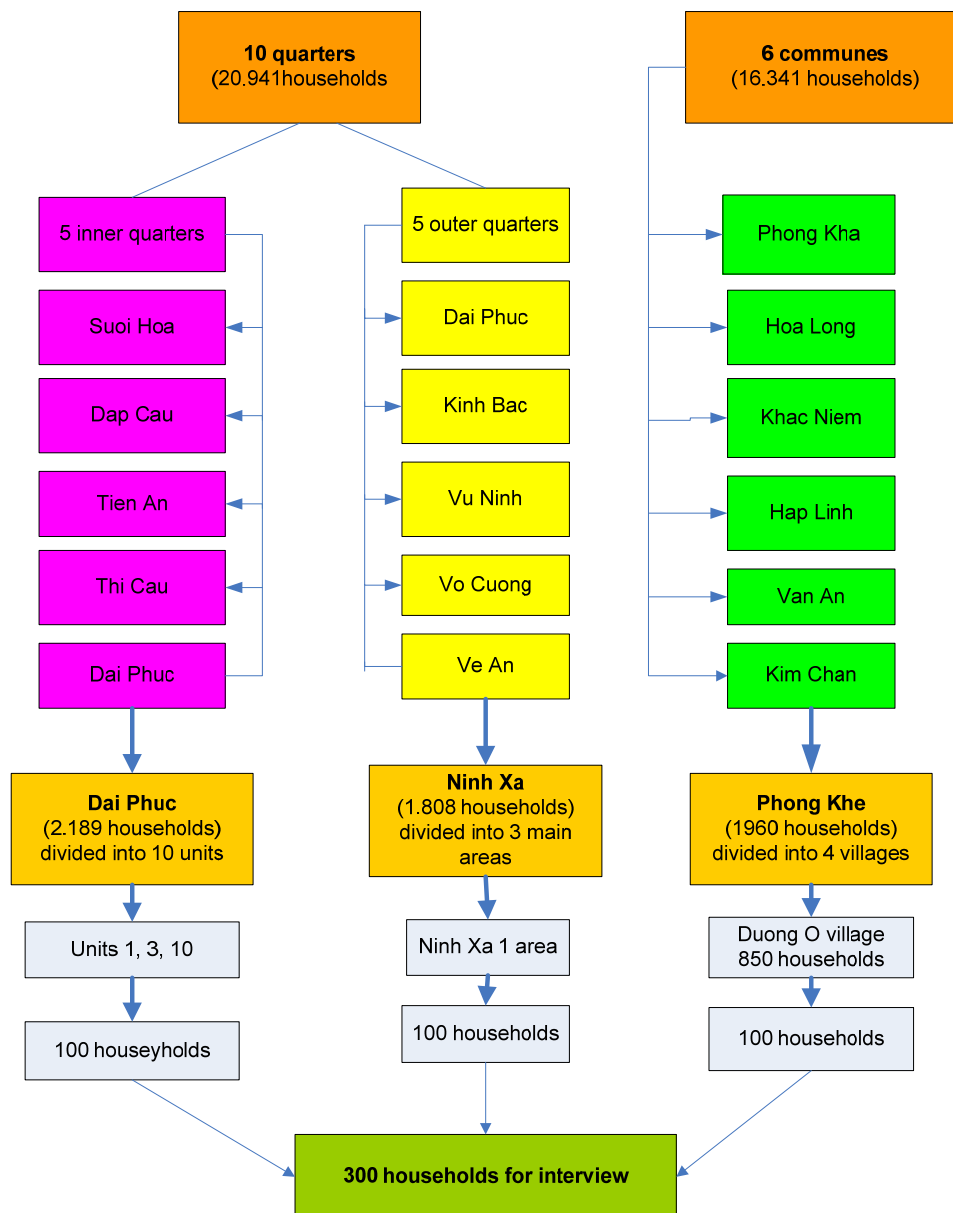 10 quarters
(20.941households
6 communes
(16.341 households)
5 inner quarters
Suoi Hoa
Dap Cau
Tien An
Thi Cau
Dai Phuc
5 outer quarters
Dai Phuc
Kinh Bac
Vu Ninh
Vo Cuong
Ve An
Phong Kha
Hoa Long
Khac Niem
Hap Linh
Van An
Kim Chan
Dai Phuc
(2.189 households)
divided into 10 units
Ninh Xa
(1.808 households)
divided into 3 main
areas
Phong Khe
(1960 households)
divided into 4 villages
Units 1, 3, 10
Ninh Xa 1 area
Duong O village
850 households
100 houseyholds
100 households
100 households
300 households for interview